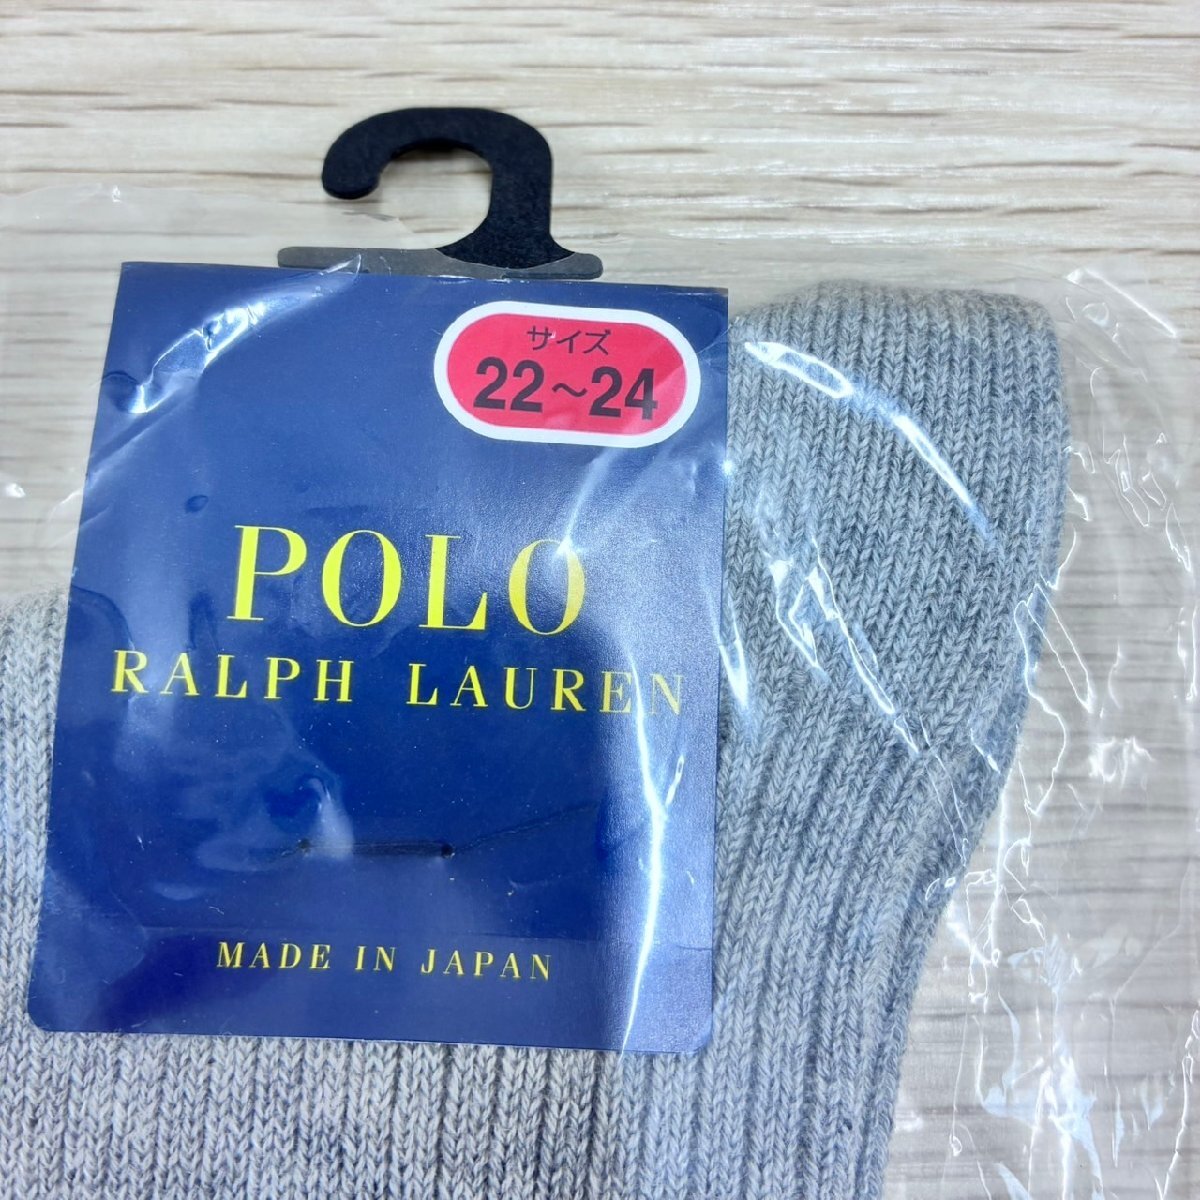 サイズ
22～24
POLO
RALPH LAUREN
MADE IN JAPAN